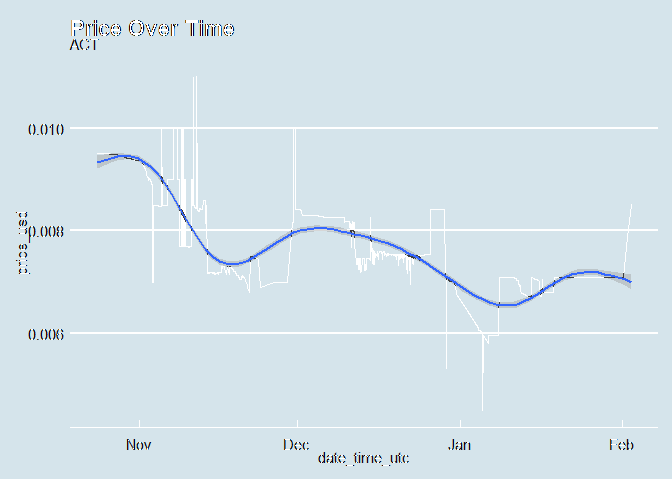 Price Over Time
ACT
0.010
0.008
0.006
price_usd
Nov
Dec
Jan
Feb
date_time_utc